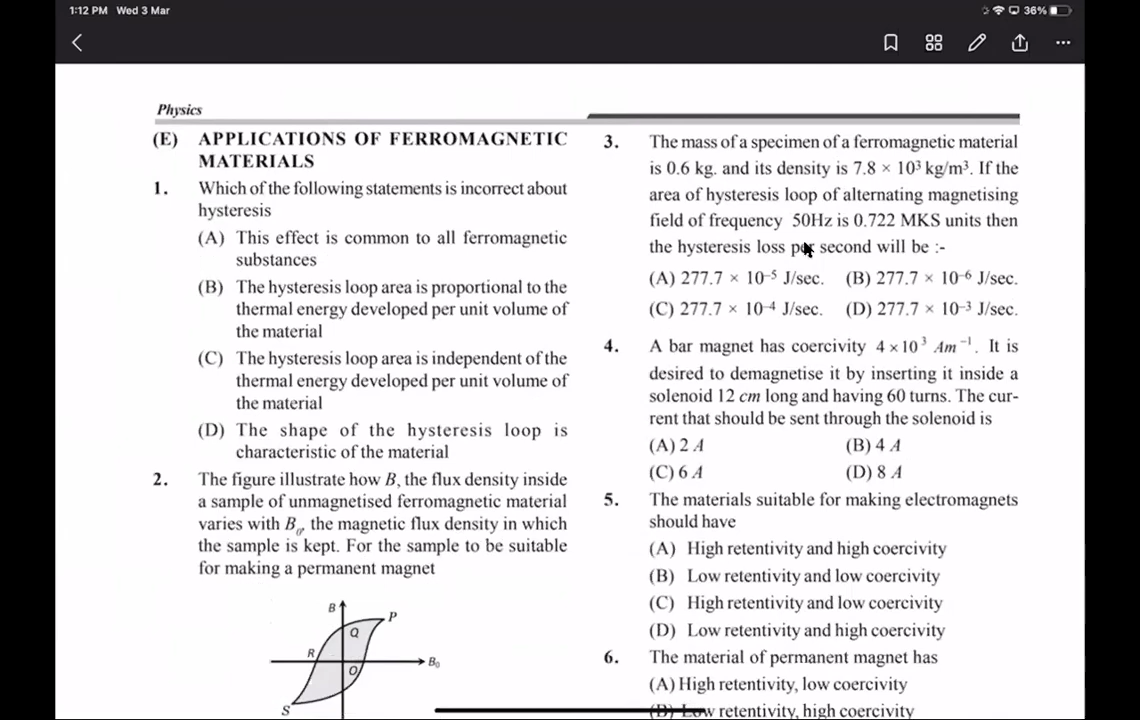 1:12 PM Wed 3 Mar
36%
Physics
(E) APPLICATIONS OF FERROMAGNETIC
MATERIALS
1. Which of the following statements is incorrect about
hysteresis
(A) This effect is common to all ferromagnetic
substances
(B) The hysteresis loop area is proportional to the
thermal energy developed per unit volume of
the material
(C) The hysteresis loop area is independent of the
thermal energy developed per unit volume of
the material
(D) The shape of the hysteresis loop is
characteristic of the material
2. The figure illustrate how B, the flux density inside
a sample of unmagnetised ferromagnetic material
varies with B₀, the magnetic flux density in which
the sample is kept. For the sample to be suitable
for making a permanent magnet
B
P
Q
R
B₀
O
S
3. The mass of a specimen of a ferromagnetic material
is 0.6 kg. and its density is 7.8 × 10³ kg/m³. If the
area of hysteresis loop of alternating magnetising
field of frequency 50Hz is 0.722 MKS units then
the hysteresis loss per second will be :-
(A) 277.7 × 10⁻⁵ J/sec. (B) 277.7 × 10⁻⁶ J/sec.
(C) 277.7 × 10⁻⁴ J/sec. (D) 277.7 × 10⁻³ J/sec.
4. A bar magnet has coercivity 4 × 10³ Am⁻¹. It is
desired to demagnetise it by inserting it inside a
solenoid 12 cm long and having 60 turns. The cur-
rent that should be sent through the solenoid is
(A) 2 A (B) 4 A
(C) 6 A (D) 8 A
5. The materials suitable for making electromagnets
should have
(A) High retentivity and high coercivity
(B) Low retentivity and low coercivity
(C) High retentivity and low coercivity
(D) Low retentivity and high coercivity
6. The material of permanent magnet has
(A) High retentivity, low coercivity
(B) Low retentivity, high coercivity